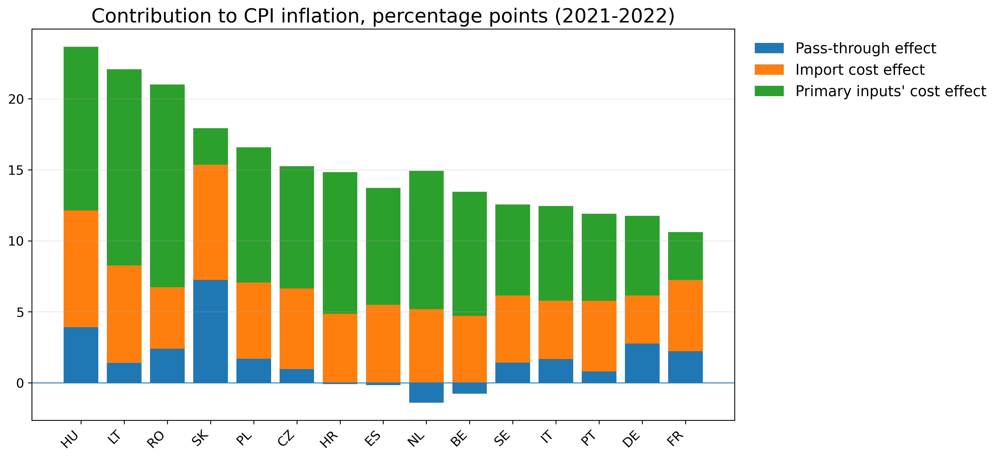 Contribution to CPI inflation, percentage points (2021-2022)
Pass-through effect
Import cost effect
Primary inputs' cost effect
20
15
10
5
0
HU LT RO SK PL CZ HR ES NL BE SE IT PT DE FR